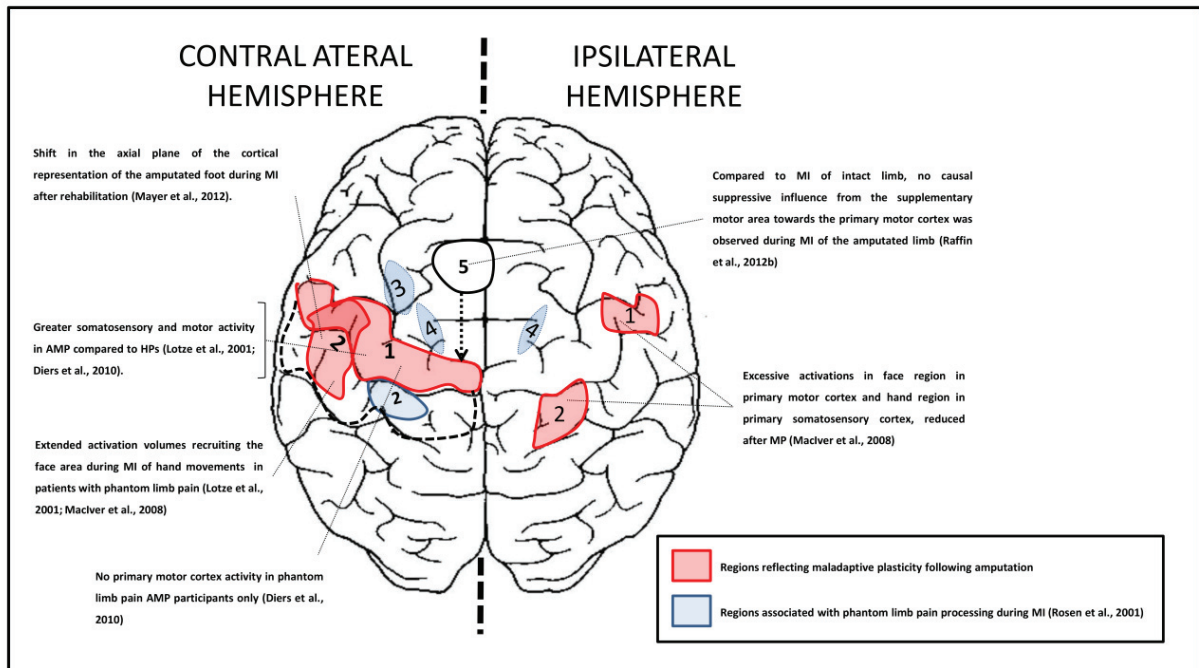 CONTRAL ATERAL
HEMISPHERE
IPSILATERAL
HEMISPHERE
Shift in the axial plane of the cortical
representation of the amputated foot during MI
after rehabilitation (Mayer et al., 2012).
Greater somatosensory and motor activity
in AMP compared to HPs (Lotze et al., 2001;
Diers et al., 2010).
Extended activation volumes recruiting the
face area during MI of hand movements in
patients with phantom limb pain (Lotze et al.,
2001; MacIver et al., 2008)
No primary motor cortex activity in phantom
limb pain AMP participants only (Diers et al.,
2010)
5
3
4
4
1
2
1
2
2
Compared to MI of intact limb, no causal
suppressive influence from the supplementary
motor area towards the primary motor cortex was
observed during MI of the amputated limb (Raffin
et al., 2012b)
Excessive activations in face region in
primary motor cortex and hand region in
primary somatosensory cortex, reduced
after MP (MacIver et al., 2008)
Regions reflecting maladaptive plasticity following amputation
Regions associated with phantom limb pain processing during MI (Rosen et al., 2001)